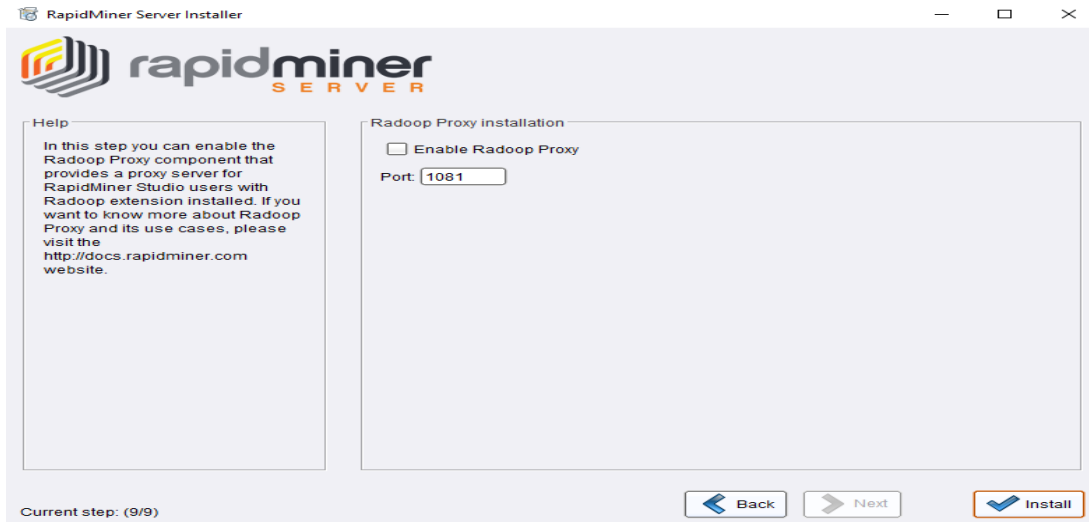 RapidMiner Server Installer
rapidminer
SERVER
Help
In this step you can enable the
Radoop Proxy component that
provides a proxy server for
RapidMiner Studio users with
Radoop extension installed. If you
want to know more about Radoop
Proxy and its use cases, please
visit the
http://docs.rapidminer.com
website.
Radoop Proxy installation
Enable Radoop Proxy
Port: 1081
Current step: (9/9)
Back
Next
Install